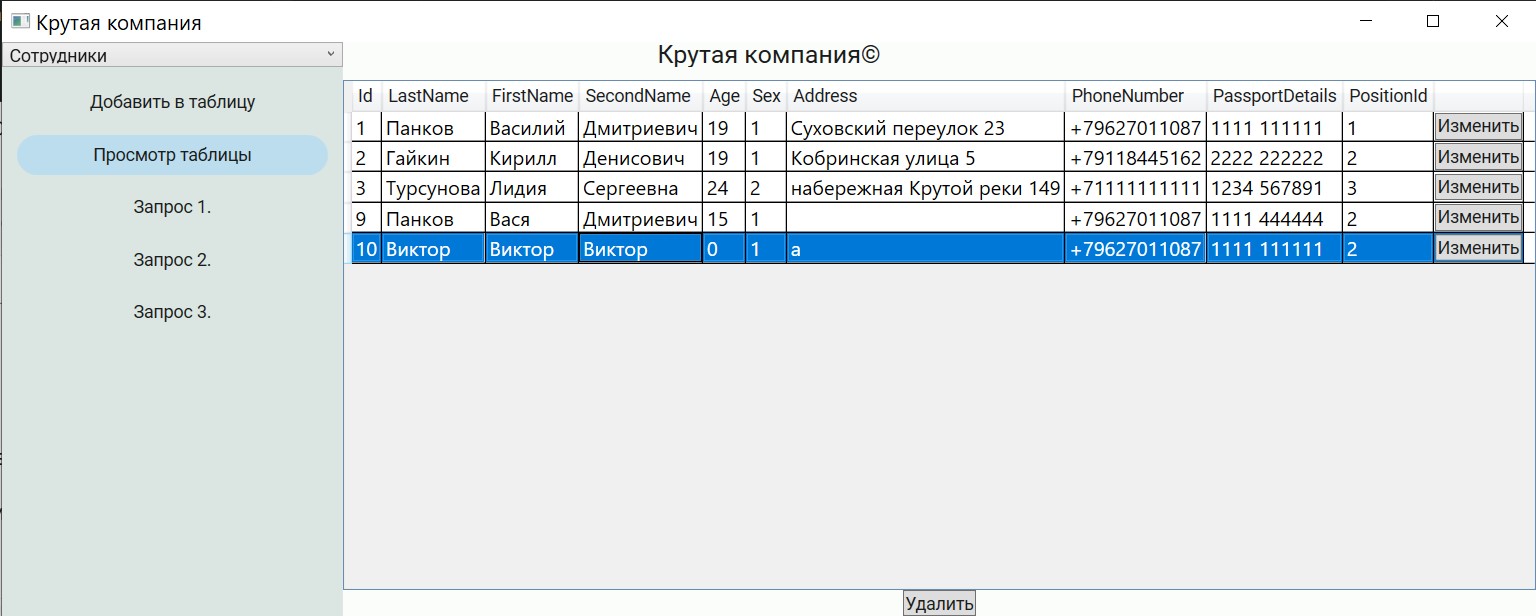 Крутая компания
Сотрудники
Крутая компания©
Добавить в таблицу
Просмотр таблицы
Запрос 1.
Запрос 2.
Запрос 3.
Id LastName FirstName SecondName Age Sex Address PhoneNumber PassportDetails PositionId
1 Панков Василий Дмитриевич 19 1 Суховский переулок 23 +79627011087 1111 111111 1 Изменить
2 Гайкин Кирилл Денисович 19 1 Кобринская улица 5 +79118445162 2222 222222 2 Изменить
3 Турсунова Лидия Сергеевна 24 2 набережная Крутой реки 149 +71111111111 1234 567891 3 Изменить
9 Панков Вася Дмитриевич 15 1 +79627011087 1111 444444 2 Изменить
10 Виктор Виктор Виктор 0 1 а +79627011087 1111 111111 2 Изменить
Удалить